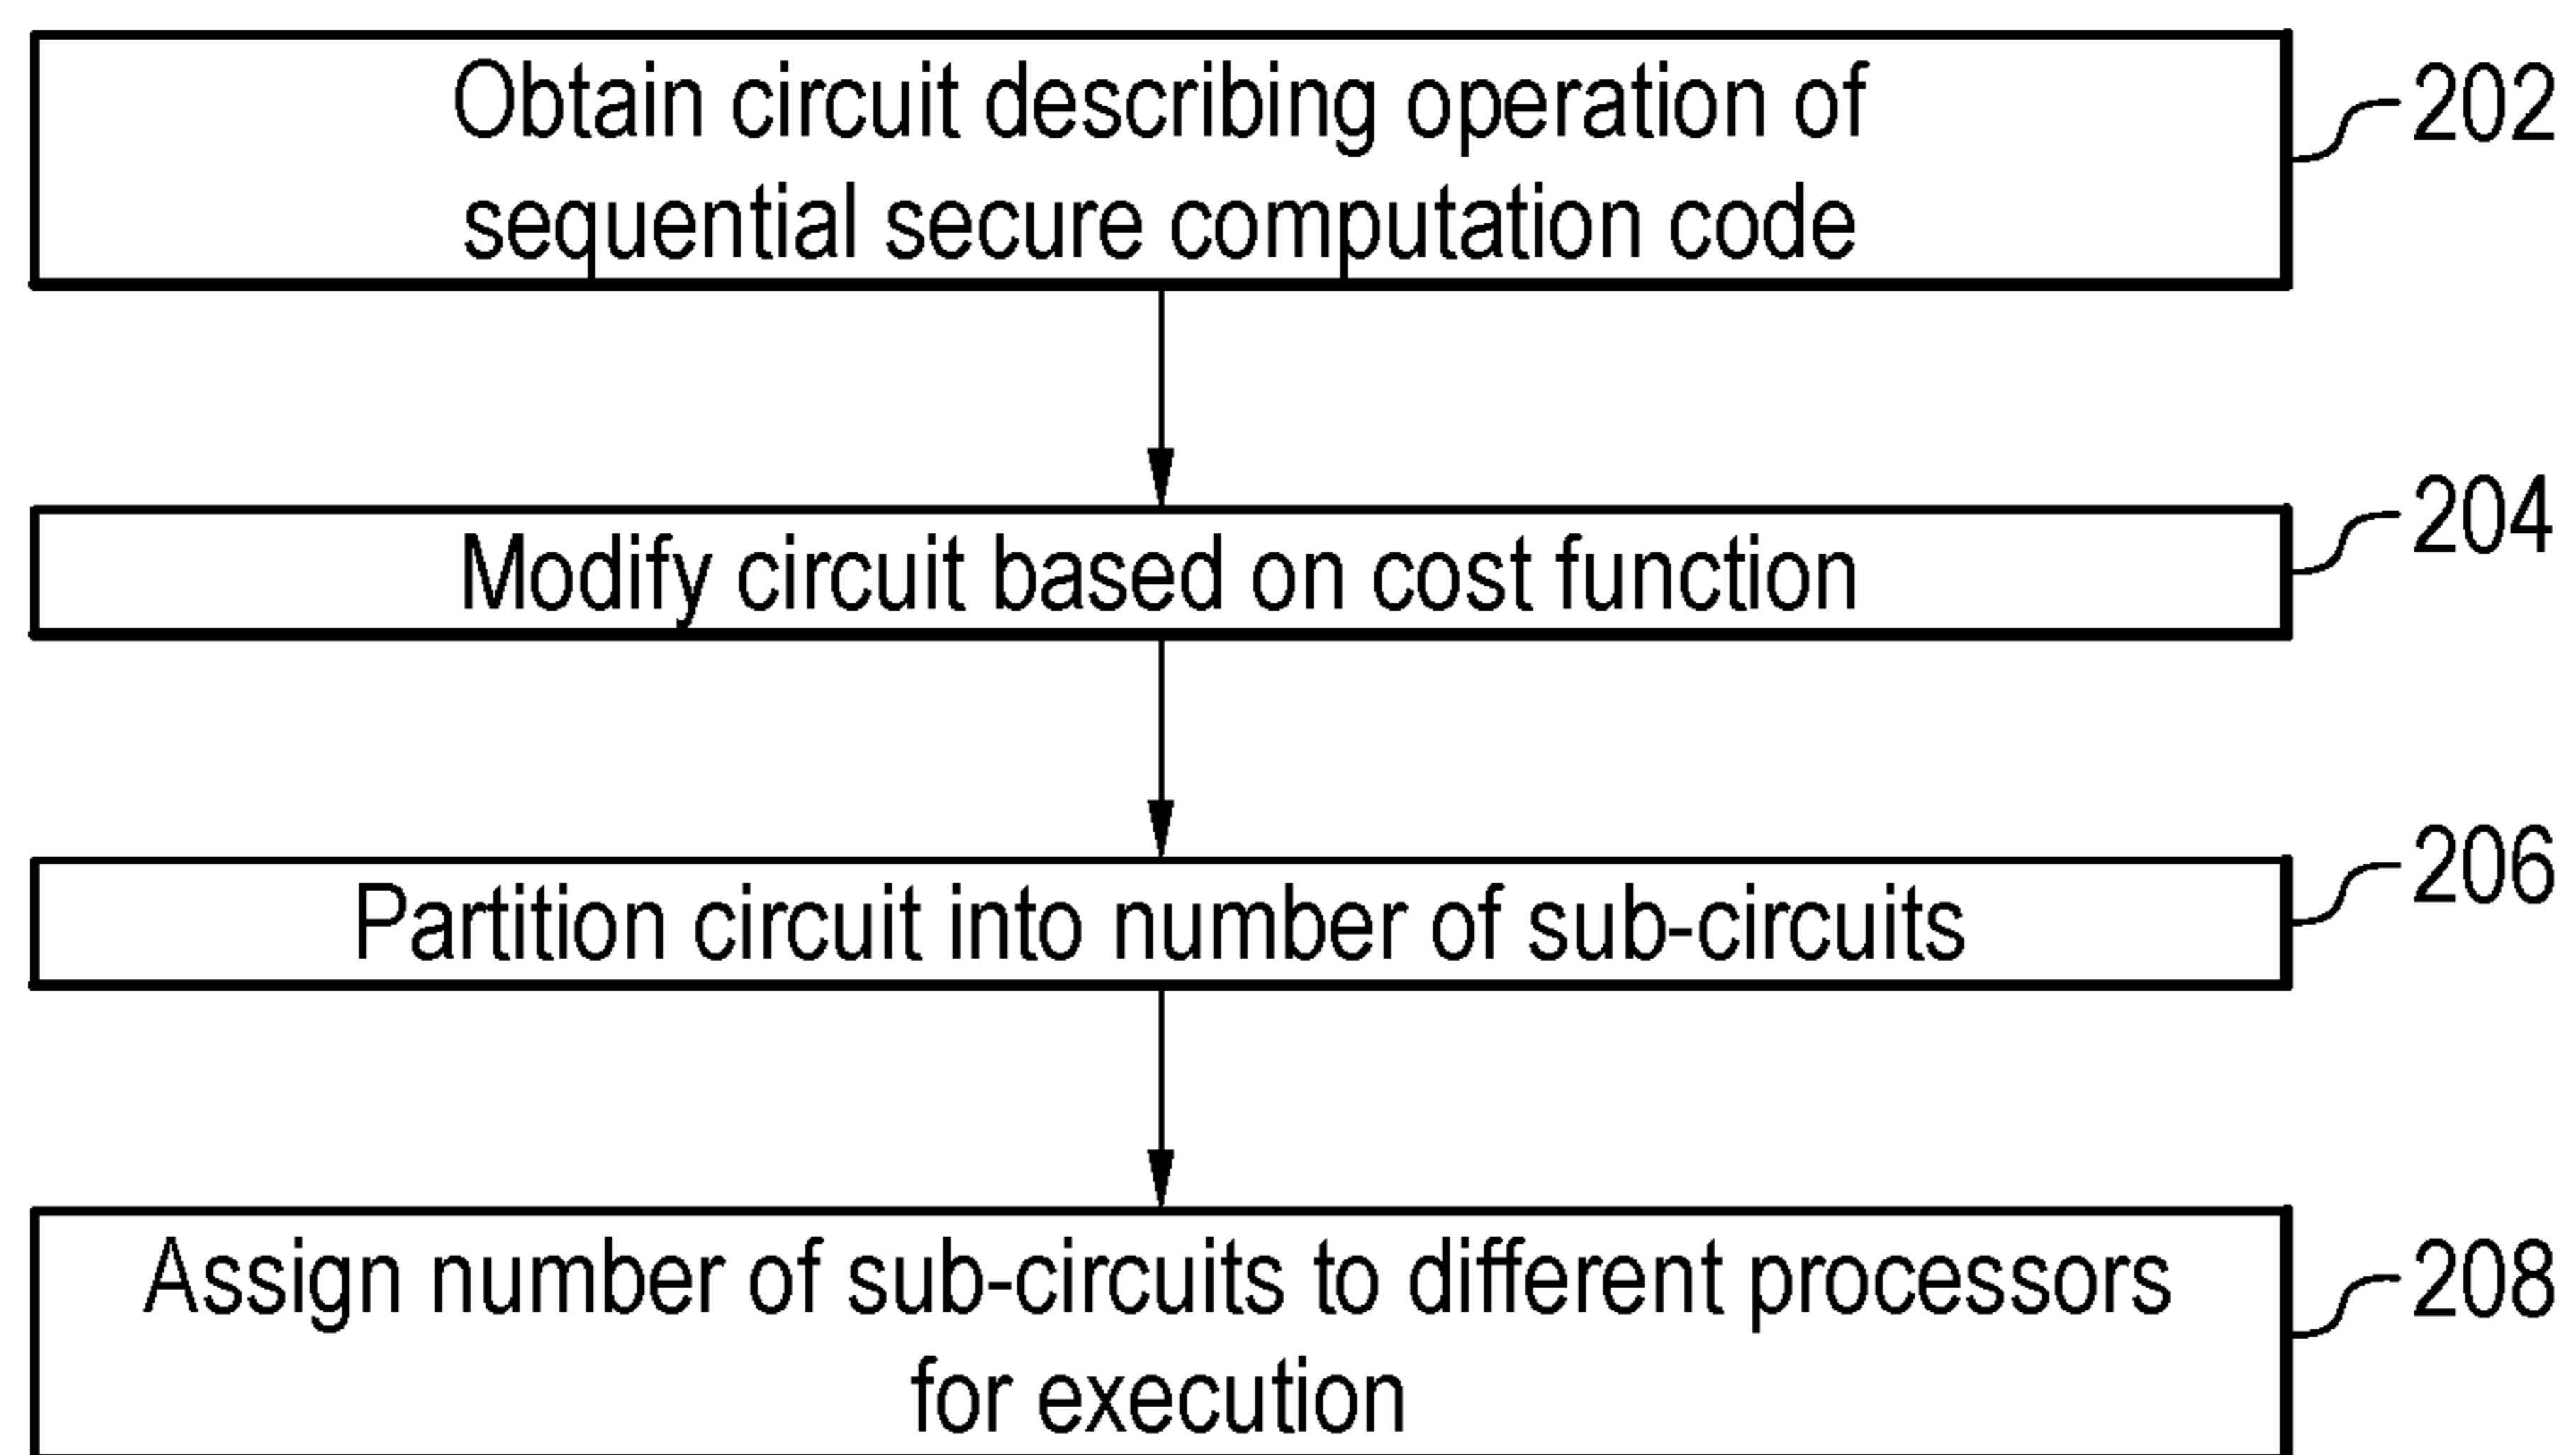 Obtain circuit describing operation of
sequential secure computation code
202
Modify circuit based on cost function
204
Partition circuit into number of sub-circuits
206
Assign number of sub-circuits to different processors
for execution
208